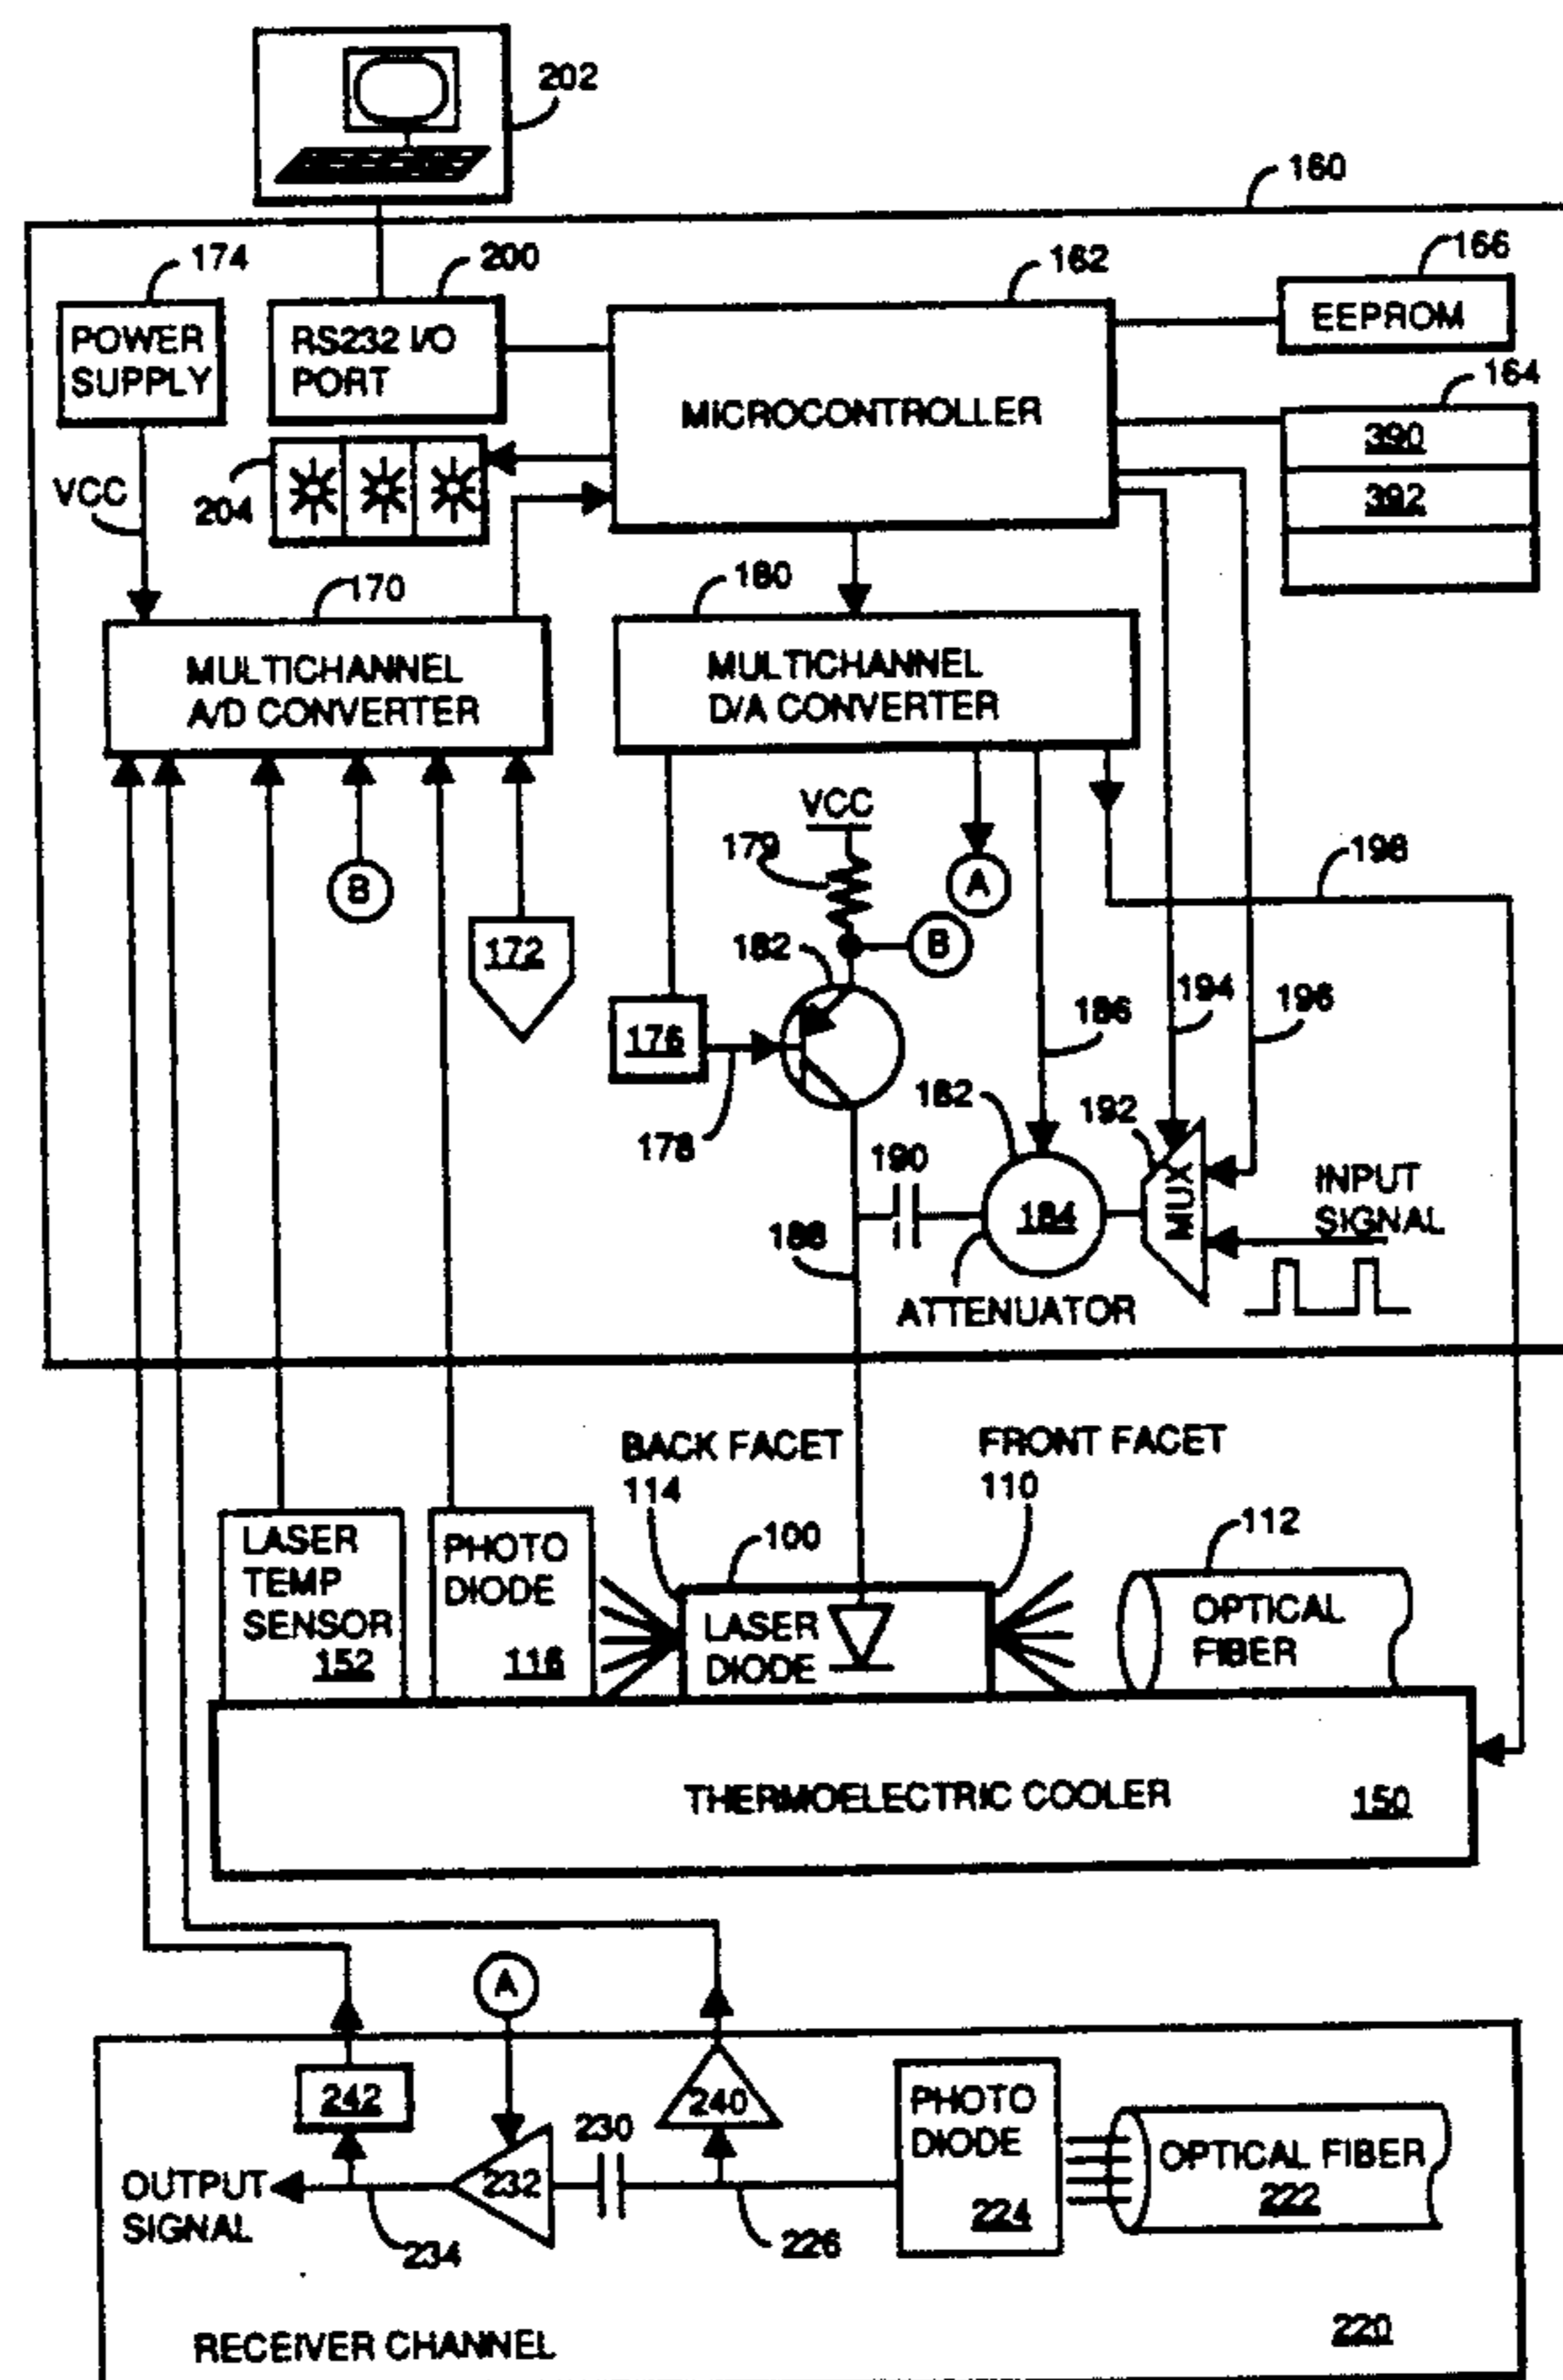 202
160
174
200
162
166
POWER
SUPPLY
RS232 I/O
PORT
MICROCONTROLLER
EEPROM
164
390
392
VCC
204
170
180
MULTICHANNEL
A/D CONVERTER
MULTICHANNEL
D/A CONVERTER
VCC
179
A
198
B
172
182
B
176
178
186
194
196
182
192
190
184
MUX
INPUT
SIGNAL
188
ATTENUATOR
BACK FACET
114
FRONT FACET
110
100
112
LASER
TEMP
SENSOR
152
PHOTO
DIODE
116
LASER
DIODE
OPTICAL
FIBER
THERMOELECTRIC COOLER
150
A
242
240
230
232
PHOTO
DIODE
224
OPTICAL FIBER
222
OUTPUT
SIGNAL
234
226
RECEIVER CHANNEL
220